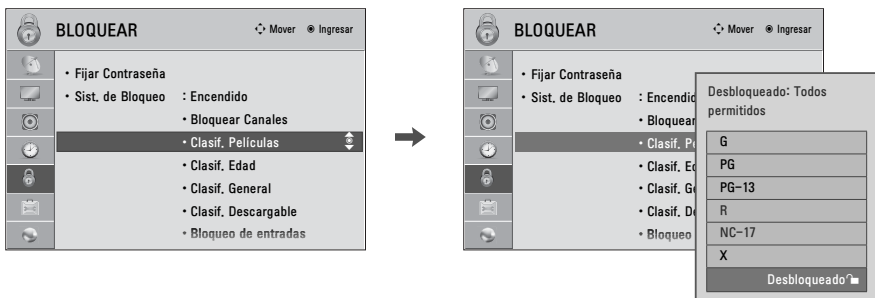 BLOQUEAR
Mover Ingresar
• Fijar Contraseña
• Sist. de Bloqueo : Encendido
• Bloquear Canales
• Clasif. Películas
• Clasif. Edad
• Clasif. General
• Clasif. Descargable
• Bloqueo de entradas
BLOQUEAR
Mover Ingresar
• Fijar Contraseña
• Sist. de Bloqueo : Encendid
• Bloquear
• Clasif. Pe
• Clasif. Ed
• Clasif. Ge
• Clasif. De
• Bloqueo
Desbloqueado: Todos
permitidos
G
PG
PG-13
R
NC-17
X
Desbloqueado